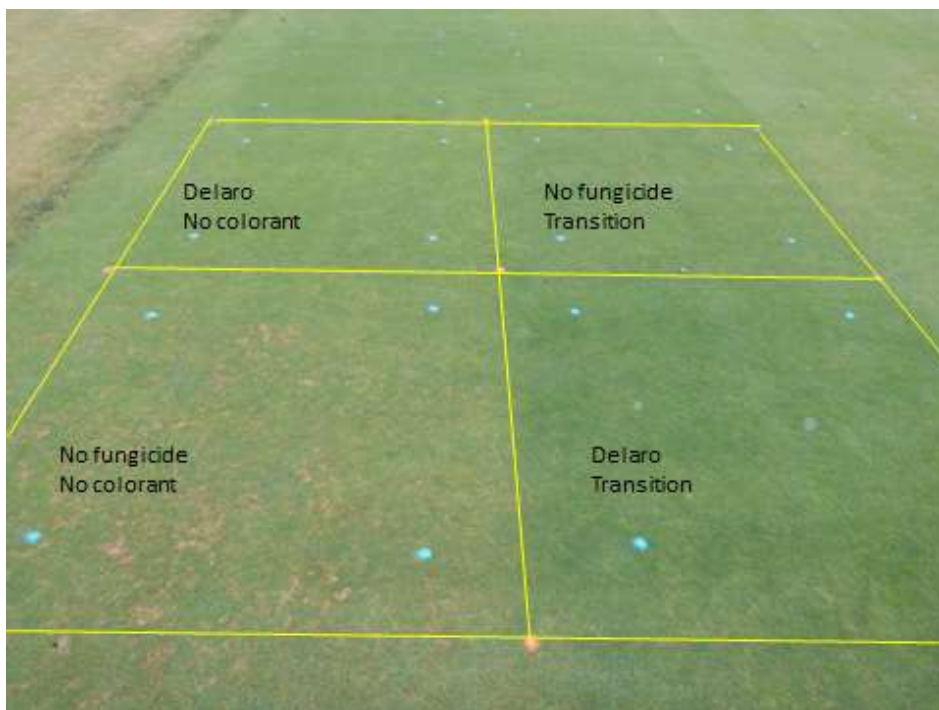 Delaro
No colorant
No fungicide
Transition
No fungicide
No colorant
Delaro
Transition